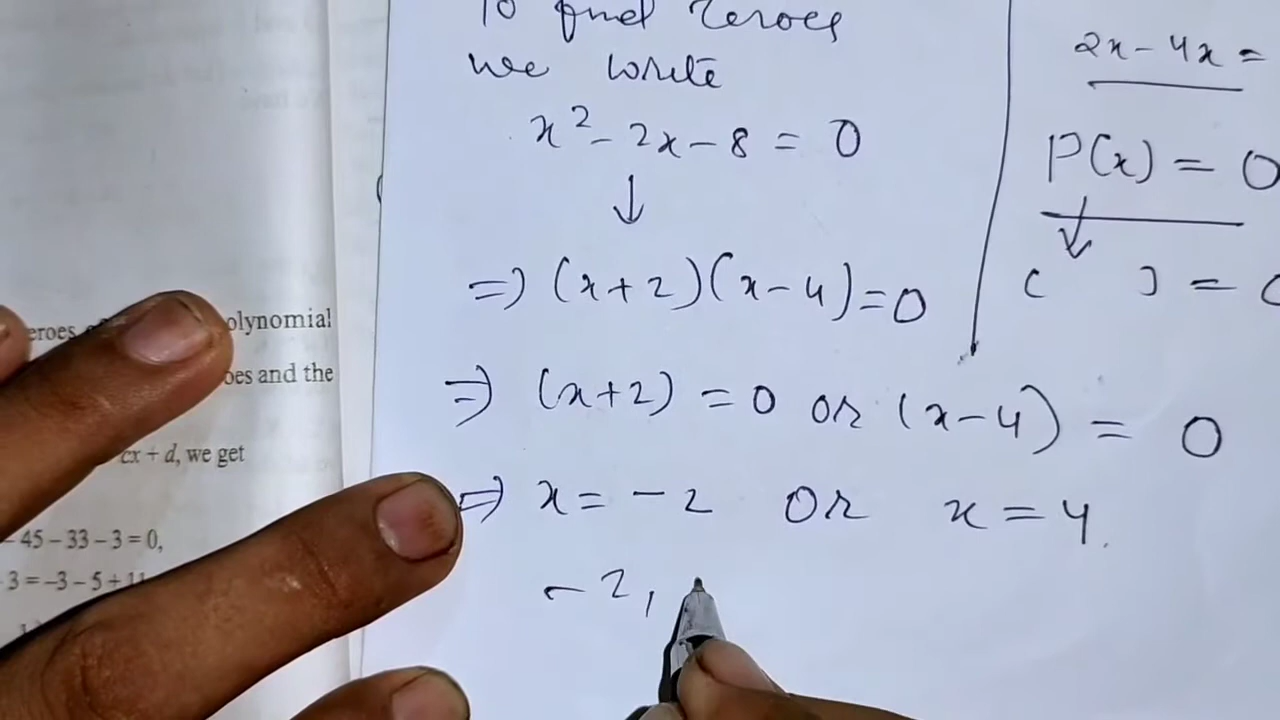 To find zeroes
we write
x² - 2x - 8 = 0
↓
⇒ (x+2)(x-4)=0
⇒ (x+2) = 0 or (x-4) = 0
⇒ x = -2 or x = 4.
-2,
2x - 4x =
P(x) = 0
↓
( ) =
olynomial
oes and the
cx + d, we get
- 45 - 33 - 3 = 0,
3 = -3 - 5 + 11